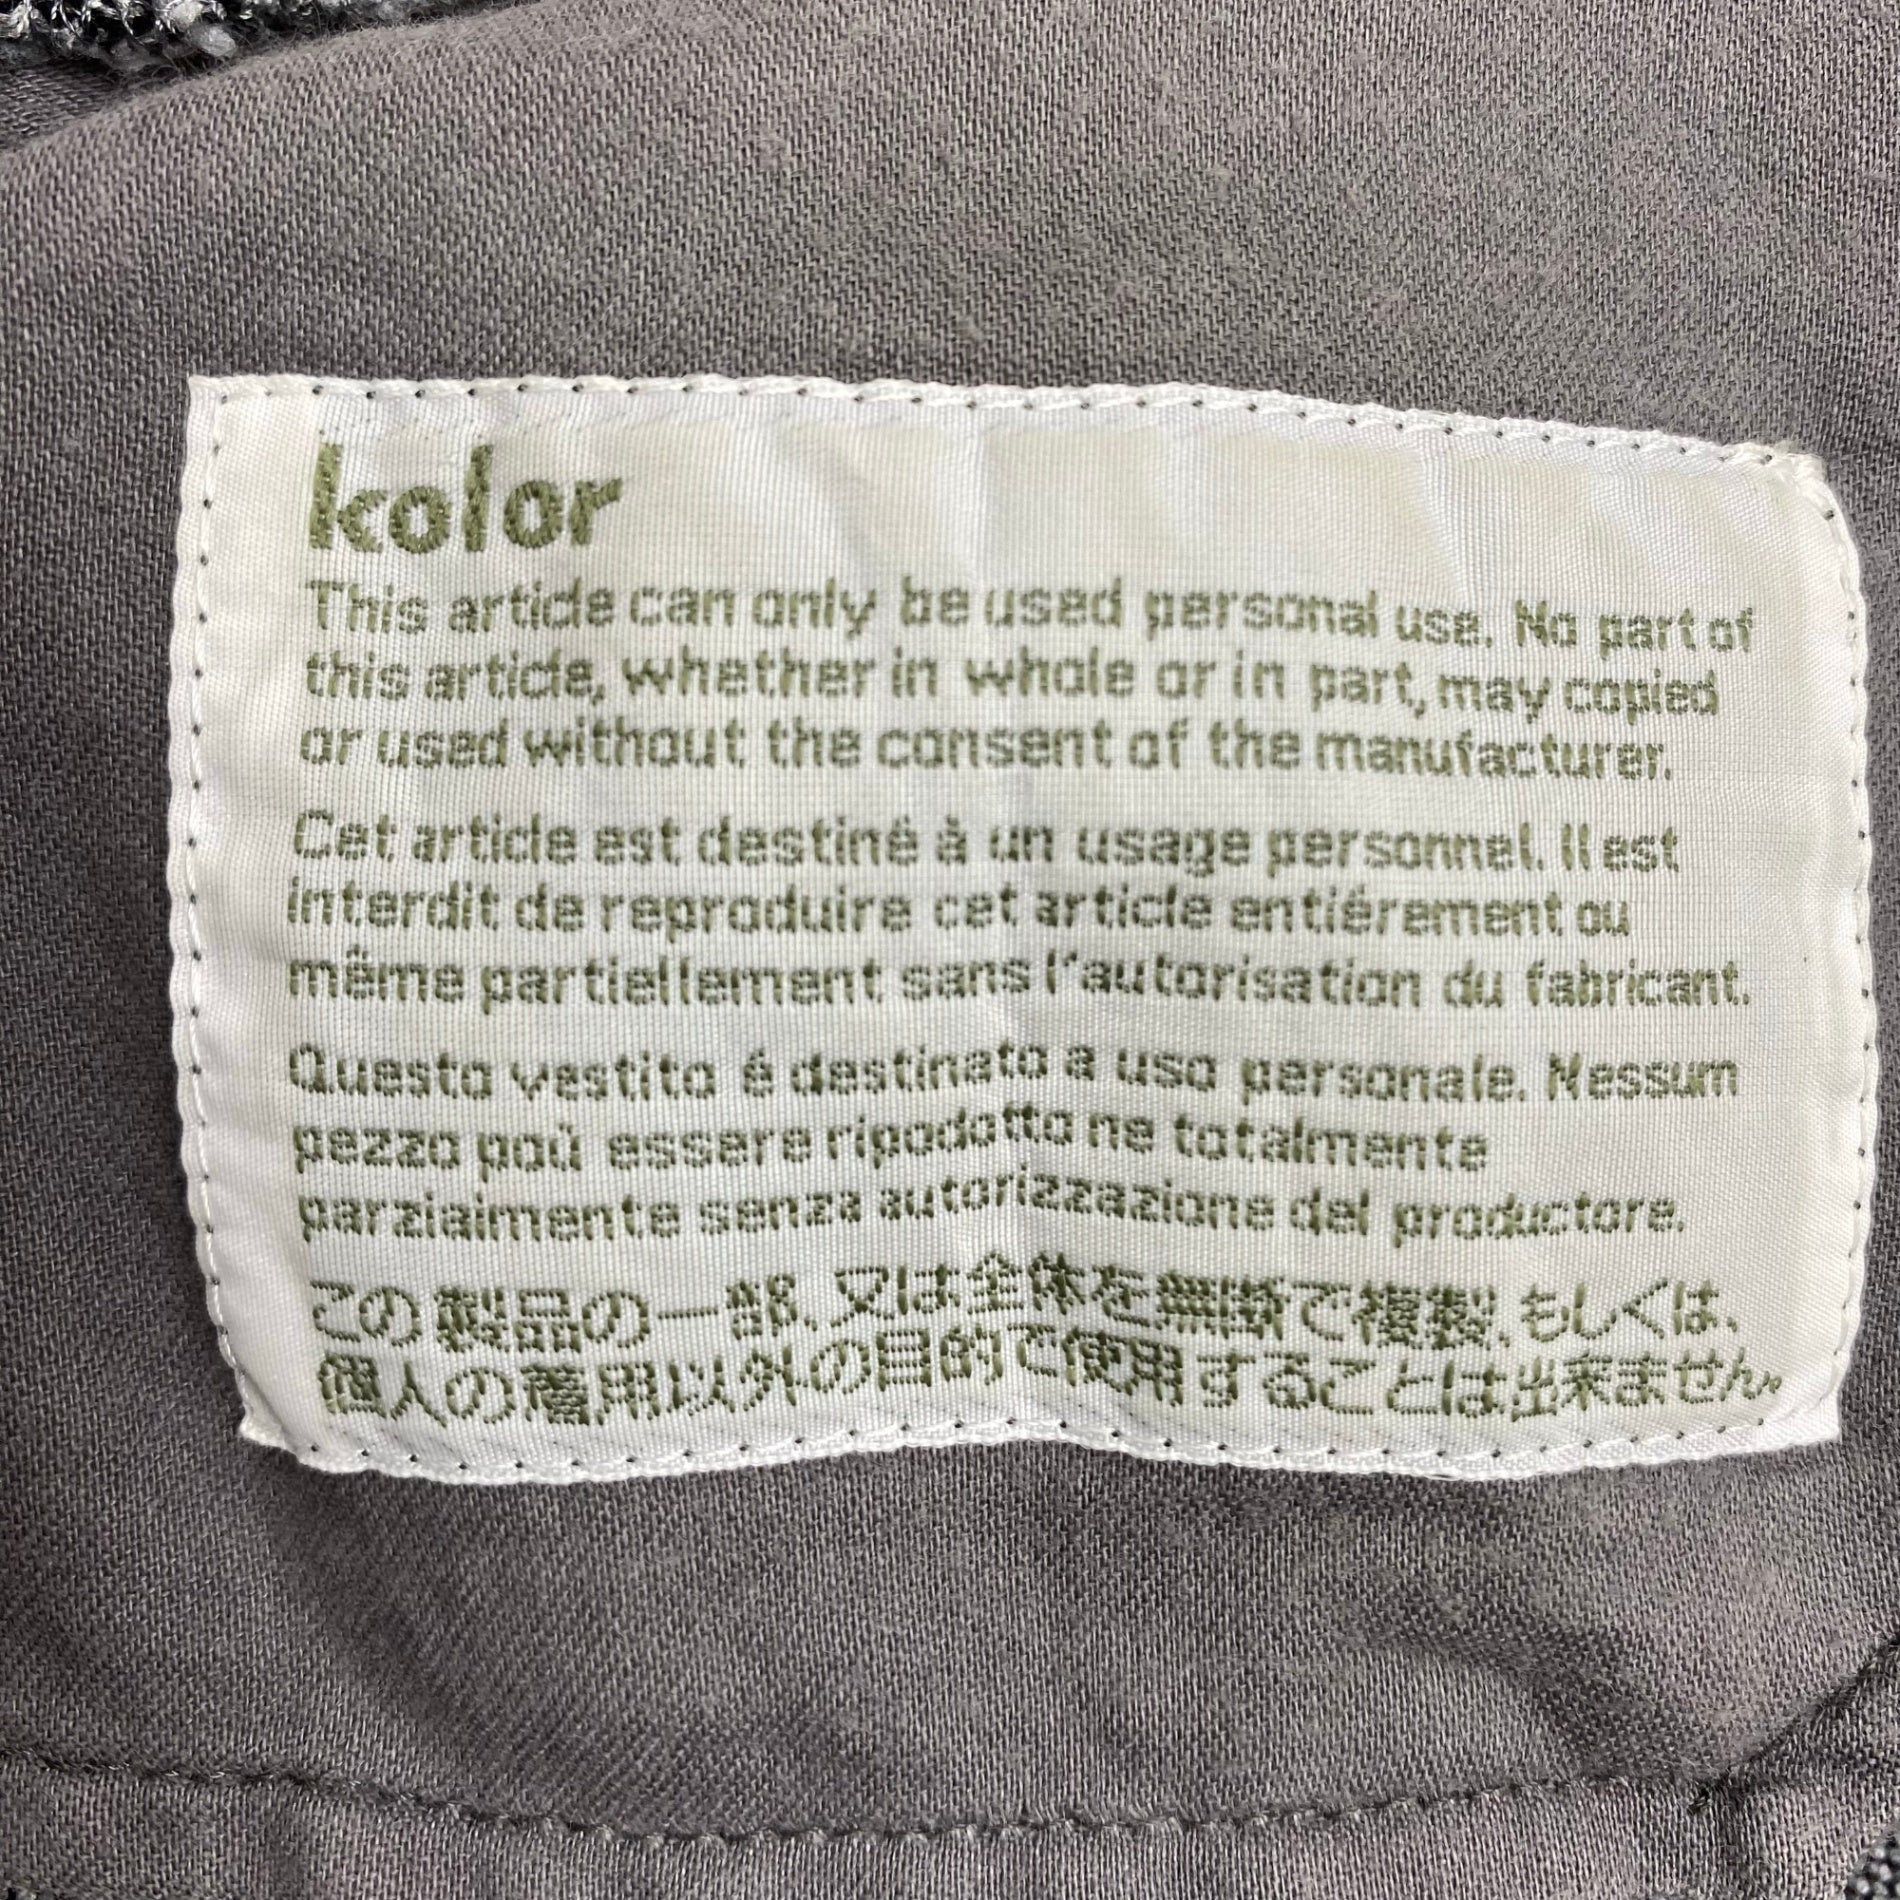 kolor
This article can only be used personal use. No part of
this article, whether in whole or in part, may copied
or used without the consent of the manufacturer.
Cet article est destiné à un usage personnel. Il est
interdit de reproduire cet article entiérement ou
même partiellement sans l'autorisation du fabricant.
Questo vestito é destinato a uso personale. Nessum
pezzo poù essere ripodotto ne totalmente
parziaimente senza autorizzazione del productore.
この製品の一部、又は全体を無断で複製、もしくは、
個人の着用以外の目的で使用することは出来ません。